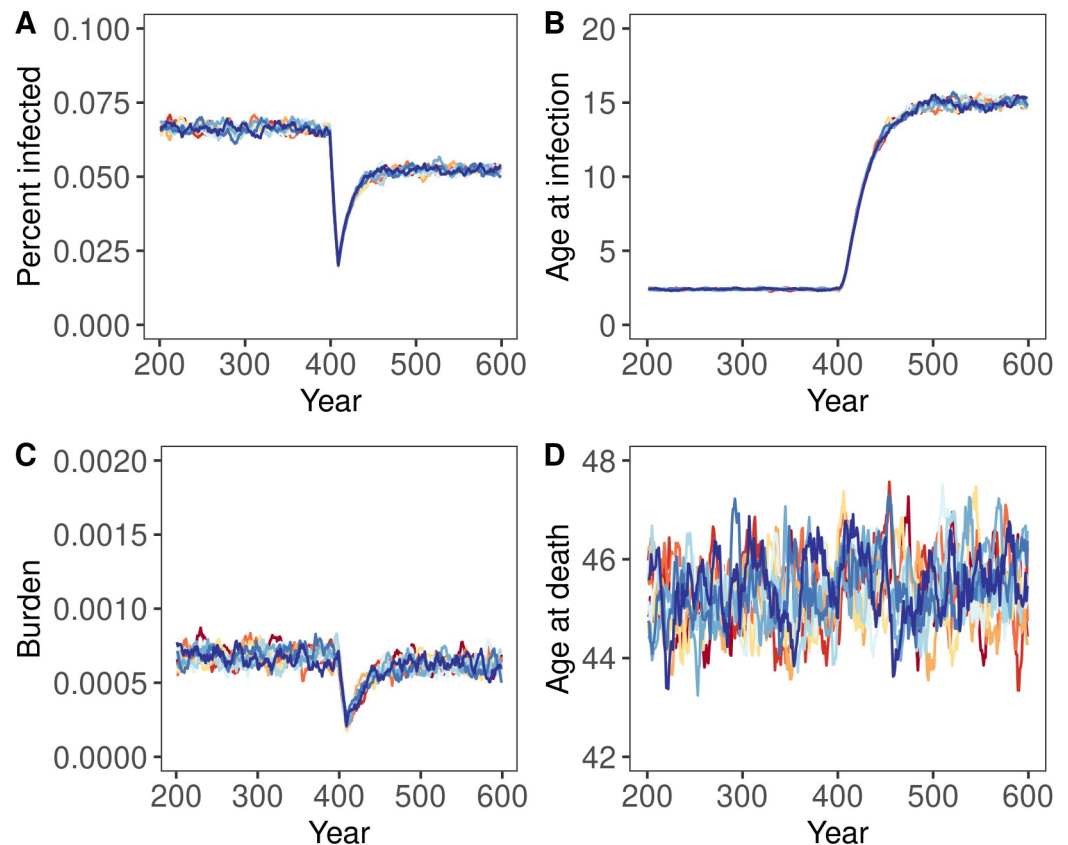 A
Percent infected
0.100
0.075
0.050
0.025
0.000
200 300 400 500 600
Year
B
Age at infection
20
15
10
5
0
200 300 400 500 600
Year
C
Burden
0.0020
0.0015
0.0010
0.0005
0.0000
200 300 400 500 600
Year
D
Age at death
48
46
44
42
200 300 400 500 600
Year